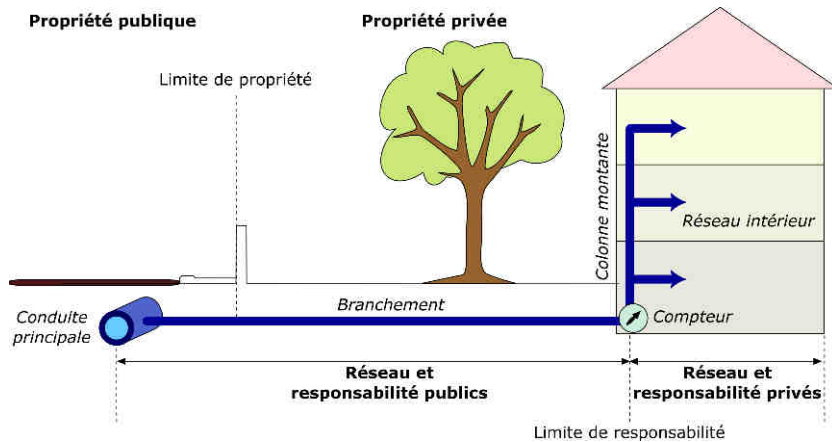 Propriété publique
Propriété privée
Limite de propriété
Colonne montante
Réseau intérieur
Conduite
principale
Branchement
Compteur
Réseau et
responsabilité publics
Réseau et
responsabilité privés
Limite de responsabilité